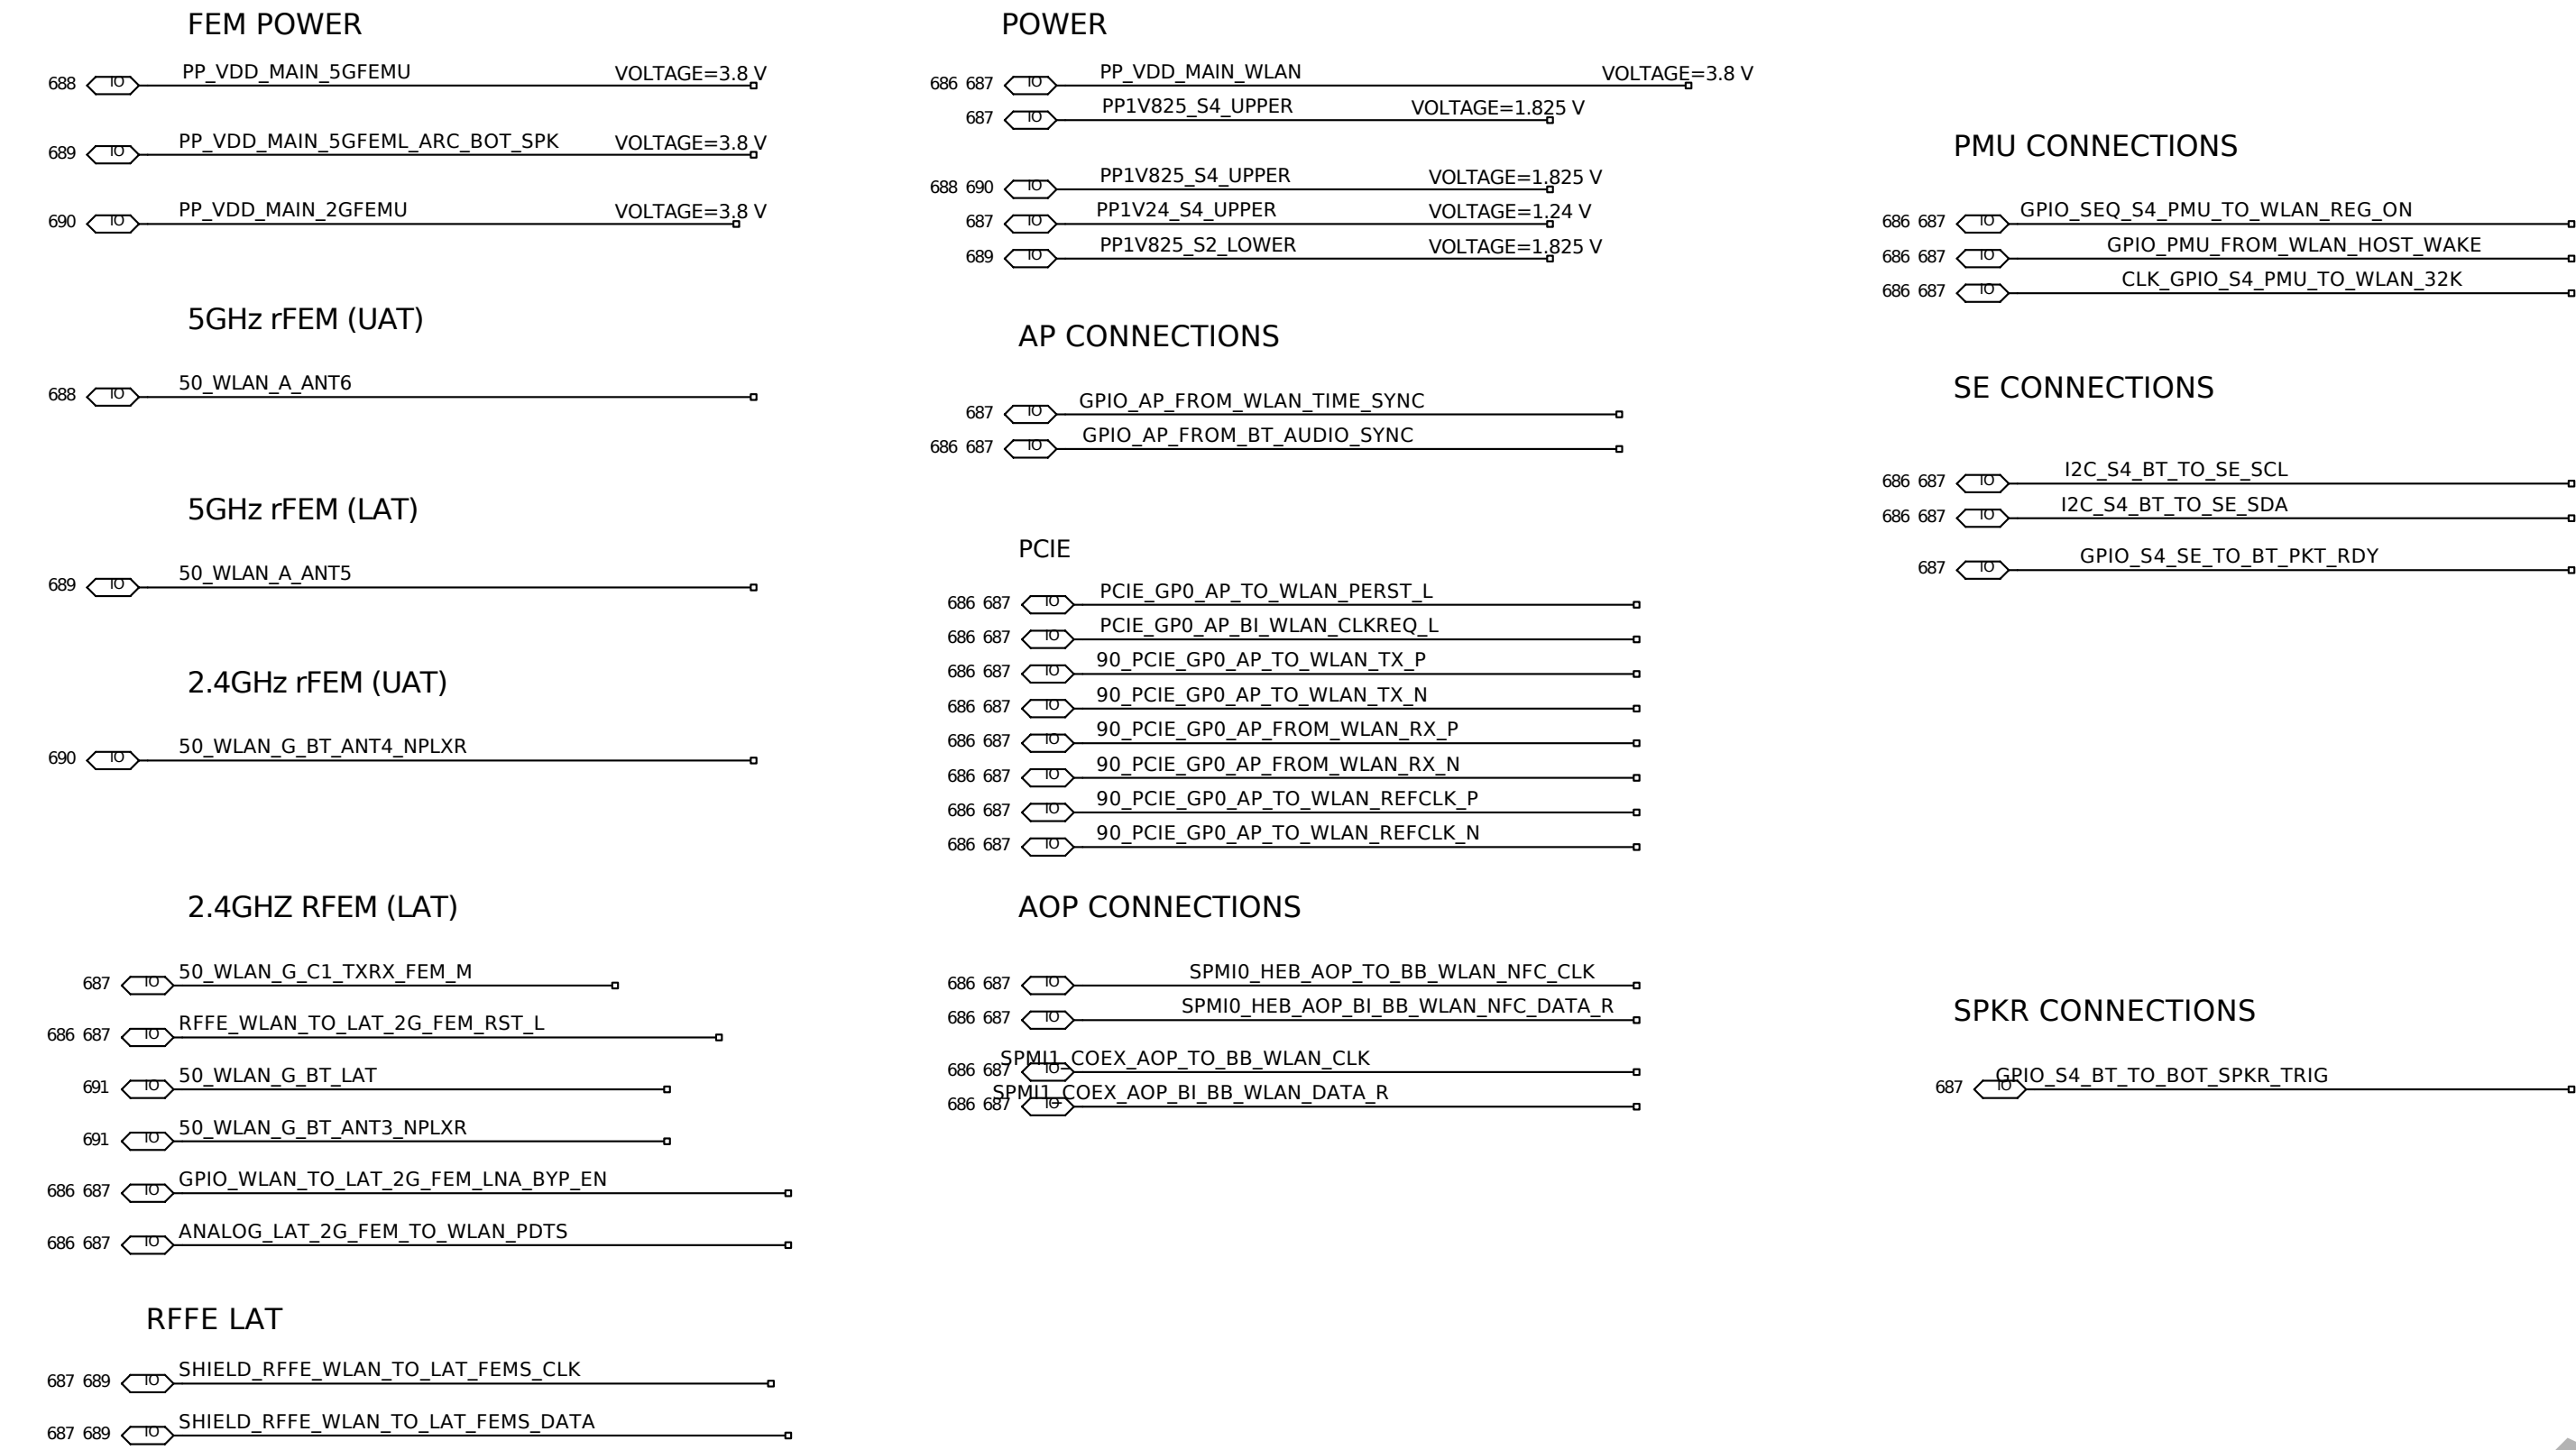 FEM POWER
688 IO PP_VDD_MAIN_5GFEMU VOLTAGE=3.8 V
689 IO PP_VDD_MAIN_5GFEML_ARC_BOT_SPK VOLTAGE=3.8 V
690 IO PP_VDD_MAIN_2GFEMU VOLTAGE=3.8 V
5GHz rFEM (UAT)
688 IO 50_WLAN_A_ANT6
5GHz rFEM (LAT)
689 IO 50_WLAN_A_ANT5
2.4GHz rFEM (UAT)
690 IO 50_WLAN_G_BT_ANT4_NPLXR
2.4GHZ RFEM (LAT)
687 IO 50_WLAN_G_C1_TXRX_FEM_M
686 687 IO RFFE_WLAN_TO_LAT_2G_FEM_RST_L
691 IO 50_WLAN_G_BT_LAT
691 IO 50_WLAN_G_BT_ANT3_NPLXR
686 687 IO GPIO_WLAN_TO_LAT_2G_FEM_LNA_BYP_EN
686 687 IO ANALOG_LAT_2G_FEM_TO_WLAN_PDTS
RFFE LAT
687 689 IO SHIELD_RFFE_WLAN_TO_LAT_FEMS_CLK
687 689 IO SHIELD_RFFE_WLAN_TO_LAT_FEMS_DATA
POWER
686 687 IO PP_VDD_MAIN_WLAN VOLTAGE=3.8 V
687 IO PP1V825_S4_UPPER VOLTAGE=1.825 V
688 690 IO PP1V825_S4_UPPER VOLTAGE=1.825 V
687 IO PP1V24_S4_UPPER VOLTAGE=1.24 V
689 IO PP1V825_S2_LOWER VOLTAGE=1.825 V
AP CONNECTIONS
687 IO GPIO_AP_FROM_WLAN_TIME_SYNC
686 687 IO GPIO_AP_FROM_BT_AUDIO_SYNC
PCIE
686 687 IO PCIE_GP0_AP_TO_WLAN_PERST_L
686 687 IO PCIE_GP0_AP_BI_WLAN_CLKREQ_L
686 687 IO 90_PCIE_GP0_AP_TO_WLAN_TX_P
686 687 IO 90_PCIE_GP0_AP_TO_WLAN_TX_N
686 687 IO 90_PCIE_GP0_AP_FROM_WLAN_RX_P
686 687 IO 90_PCIE_GP0_AP_FROM_WLAN_RX_N
686 687 IO 90_PCIE_GP0_AP_TO_WLAN_REFCLK_P
686 687 IO 90_PCIE_GP0_AP_TO_WLAN_REFCLK_N
AOP CONNECTIONS
686 687 IO SPMI0_HEB_AOP_TO_BB_WLAN_NFC_CLK
686 687 IO SPMI0_HEB_AOP_BI_BB_WLAN_NFC_DATA_R
686 687 IO SPMI1_COEX_AOP_TO_BB_WLAN_CLK
686 687 IO SPMI1_COEX_AOP_BI_BB_WLAN_DATA_R
PMU CONNECTIONS
686 687 IO GPIO_SEQ_S4_PMU_TO_WLAN_REG_ON
686 687 IO GPIO_PMU_FROM_WLAN_HOST_WAKE
686 687 IO CLK_GPIO_S4_PMU_TO_WLAN_32K
SE CONNECTIONS
686 687 IO I2C_S4_BT_TO_SE_SCL
686 687 IO I2C_S4_BT_TO_SE_SDA
687 IO GPIO_S4_SE_TO_BT_PKT_RDY
SPKR CONNECTIONS
687 IO GPIO_S4_BT_TO_BOT_SPKR_TRIG